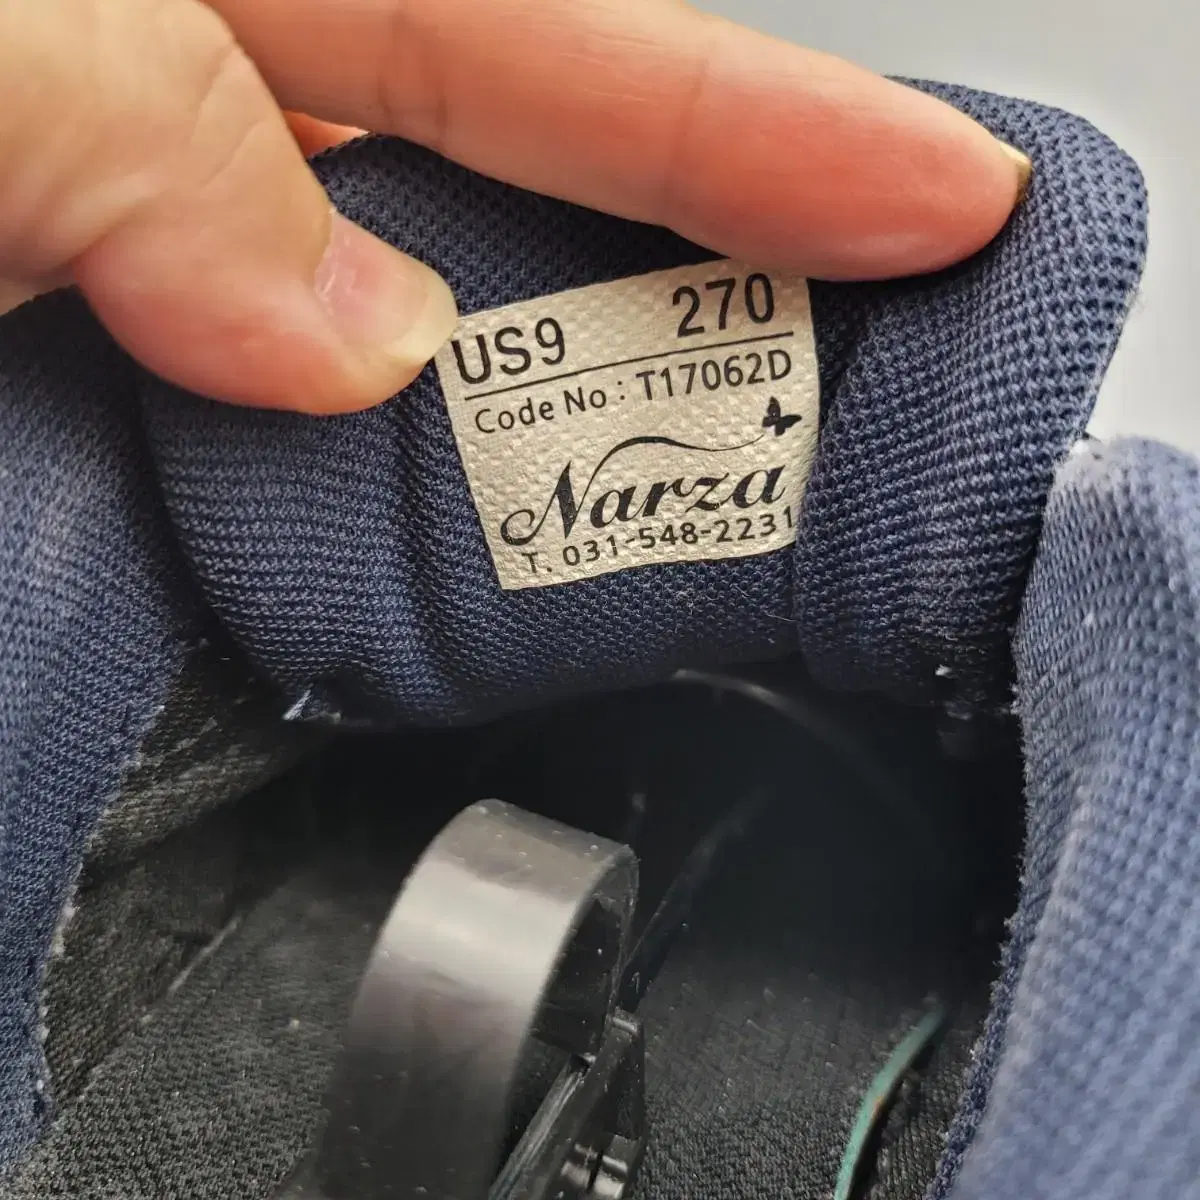 US9 270
Code No : T17062D
Narza
T. 031-548-2231